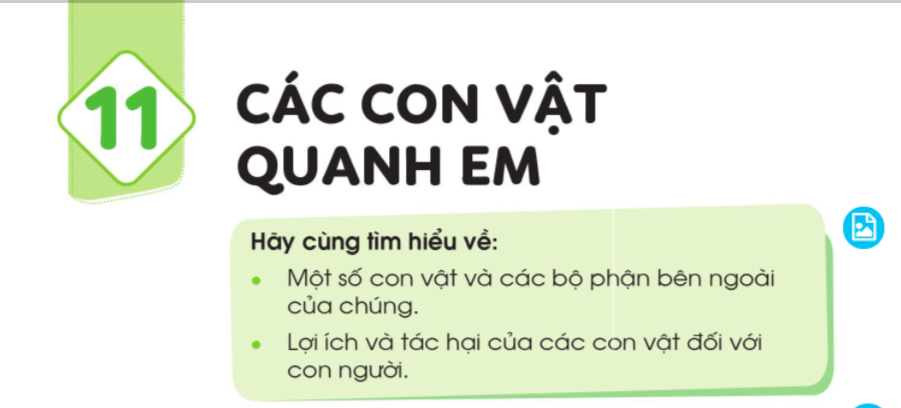 11
CÁC CON VẬT
QUANH EM
Hãy cùng tìm hiểu về:
• Một số con vật và các bộ phận bên ngoài
của chúng.
• Lợi ích và tác hại của các con vật đối với
con người.